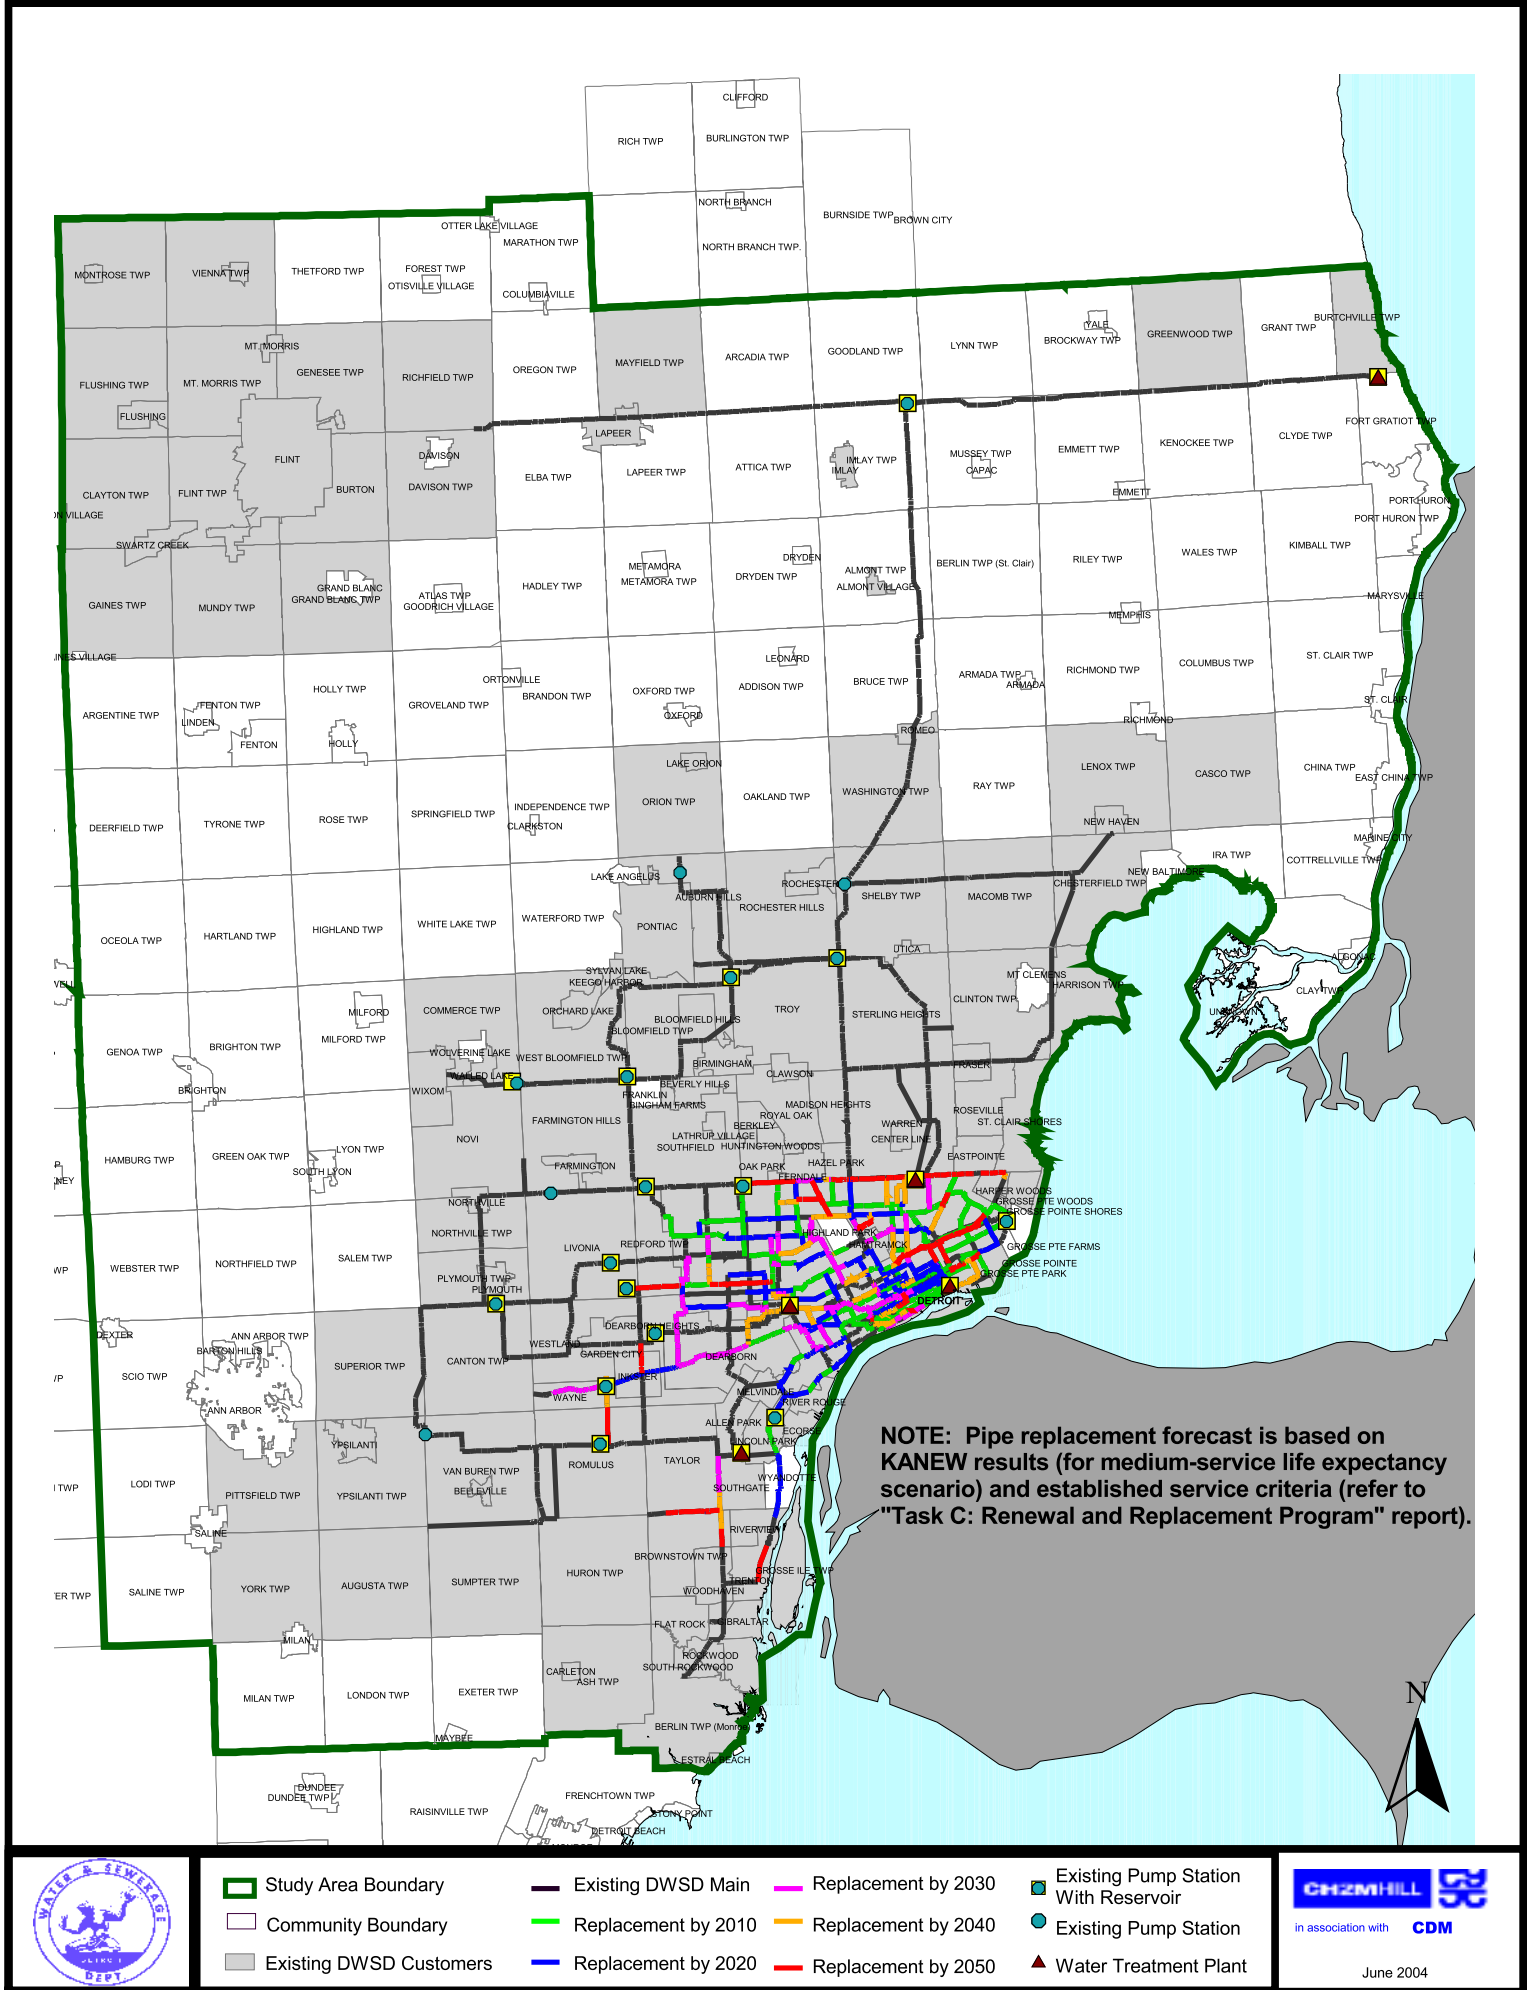 CLIFFORD
RICH TWP
BURLINGTON TWP
NORTH BRANCH
BURNSIDE TWP
BROWN CITY
OTTER LAKE VILLAGE
MARATHON TWP
NORTH BRANCH TWP.
MONTROSE TWP
VIENNA TWP
THETFORD TWP
FOREST TWP
OTISVILLE VILLAGE
COLUMBIAVILLE
BURTCHVILLE TWP
YALE
BROCKWAY TWP
GREENWOOD TWP
GRANT TWP
MT. MORRIS
GENESEE TWP
FLUSHING TWP
MT. MORRIS TWP
RICHFIELD TWP
OREGON TWP
MAYFIELD TWP
ARCADIA TWP
GOODLAND TWP
LYNN TWP
FLUSHING
LAPEER
FORT GRATIOT TWP
CLYDE TWP
KENOCKEE TWP
EMMETT TWP
MUSSEY TWP
CAPAC
FLINT
DAVISON
IMLAY TWP
IMLAY
ATTICA TWP
LAPEER TWP
ELBA TWP
DAVISON TWP
BURTON
CLAYTON TWP
FLINT TWP
EMMETT
PORT HURON
PORT HURON TWP
ON VILLAGE
SWARTZ CREEK
KIMBALL TWP
WALES TWP
RILEY TWP
BERLIN TWP (St. Clair)
DRYDEN
DRYDEN TWP
ALMONT TWP
ALMONT VILLAGE
METAMORA
METAMORA TWP
HADLEY TWP
GRAND BLANC
GRAND BLANC TWP
ATLAS TWP
GOODRICH VILLAGE
GAINES TWP
MUNDY TWP
MARYSVILLE
MEMPHIS
INES VILLAGE
LEONARD
ADDISON TWP
BRUCE TWP
ARMADA TWP
ARMADA
RICHMOND TWP
COLUMBUS TWP
ST. CLAIR TWP
ST. CLAIR
HOLLY TWP
ORTONVILLE
BRANDON TWP
OXFORD TWP
OXFORD
GROVELAND TWP
ARGENTINE TWP
FENTON TWP
LINDEN
FENTON
HOLLY
ROMEO
RICHMOND
LAKE ORION
LENOX TWP
CASCO TWP
CHINA TWP
EAST CHINA TWP
ORION TWP
OAKLAND TWP
WASHINGTON TWP
RAY TWP
DEERFIELD TWP
TYRONE TWP
ROSE TWP
SPRINGFIELD TWP
INDEPENDENCE TWP
CLARKSTON
NEW HAVEN
MARINE CITY
IRA TWP
COTTRELLVILLE TWP
NEW BALTIMORE
CHESTERFIELD TWP
LAKE ANGELUS
AUBURN HILLS
ROCHESTER
ROCHESTER HILLS
SHELBY TWP
MACOMB TWP
OCEOLA TWP
HARTLAND TWP
HIGHLAND TWP
WHITE LAKE TWP
WATERFORD TWP
PONTIAC
UTICA
ALGONAC
CLAY TWP
UNKNOWN
MT CLEMENS
HARRISON TWP
CLINTON TWP
SYLVAN LAKE
KEEGO HARBOR
WELL
MILFORD
COMMERCE TWP
ORCHARD LAKE
BLOOMFIELD HILLS
BLOOMFIELD TWP
TROY
STERLING HEIGHTS
GENOA TWP
BRIGHTON TWP
MILFORD TWP
WOLVERINE LAKE
WEST BLOOMFIELD TWP
WALLED LAKE
BIRMINGHAM
CLAWSON
FRASER
BRIGHTON
WIXOM
FRANKLIN
BEVERLY HILLS
BINGHAM FARMS
MADISON HEIGHTS
ROYAL OAK
ROSEVILLE
ST. CLAIR SHORES
FARMINGTON HILLS
BERKLEY
WARREN
CENTER LINE
NOVI
LATHRUP VILLAGE
SOUTHFIELD
HUNTINGTON WOODS
HAMBURG TWP
GREEN OAK TWP
LYON TWP
SOUTH LYON
FARMINGTON
OAK PARK
FERNDALE
HAZEL PARK
EASTPOINTE
P
NEY
NORTHVILLE
HARPER WOODS
GROSSE PTE WOODS
GROSSE POINTE SHORES
NORTHVILLE TWP
LIVONIA
REDFORD TWP
HIGHLAND PARK
HAMTRAMCK
GROSSE PTE FARMS
GROSSE POINTE
GROSSE PTE PARK
WP
WEBSTER TWP
NORTHFIELD TWP
SALEM TWP
PLYMOUTH TWP
PLYMOUTH
DETROIT
DEXTER
ANN ARBOR TWP
BARTON HILLS
DEARBORN HEIGHTS
WESTLAND
GARDEN CITY
DEARBORN
/P
SCIO TWP
SUPERIOR TWP
CANTON TWP
INKSTER
WAYNE
MELVINDALE
RIVER ROUGE
ANN ARBOR
ALLEN PARK
ECORSE
LINCOLN PARK
YPSILANTI
ROMULUS
TAYLOR
WYANDOTTE
SOUTHGATE
I TWP
LODI TWP
PITTSFIELD TWP
YPSILANTI TWP
VAN BUREN TWP
BELLEVILLE
SALINE
RIVERVIEW
BROWNSTOWN TWP
GROSSE ILE TWP
TRENTON
WOODHAVEN
ER TWP
SALINE TWP
YORK TWP
AUGUSTA TWP
SUMPTER TWP
HURON TWP
FLAT ROCK
GIBRALTAR
MILAN
ROCKWOOD
SOUTH ROCKWOOD
CARLETON
ASH TWP
MILAN TWP
LONDON TWP
EXETER TWP
MAYBEE
BERLIN TWP (Monroe)
ESTRAL BEACH
DUNDEE
DUNDEE TWP
RAISINVILLE TWP
FRENCHTOWN TWP
STONY POINT
DETROIT BEACH
NOTE: Pipe replacement forecast is based on
KANEW results (for medium-service life expectancy
scenario) and established service criteria (refer to
"Task C: Renewal and Replacement Program" report).
N
WATER & SEWERAGE
DETROIT
DEPT.
Study Area Boundary
Community Boundary
Existing DWSD Customers
Existing DWSD Main
Replacement by 2010
Replacement by 2020
Replacement by 2030
Replacement by 2040
Replacement by 2050
Existing Pump Station
With Reservoir
Existing Pump Station
Water Treatment Plant
CH2MHILL
in association with CDM
June 2004